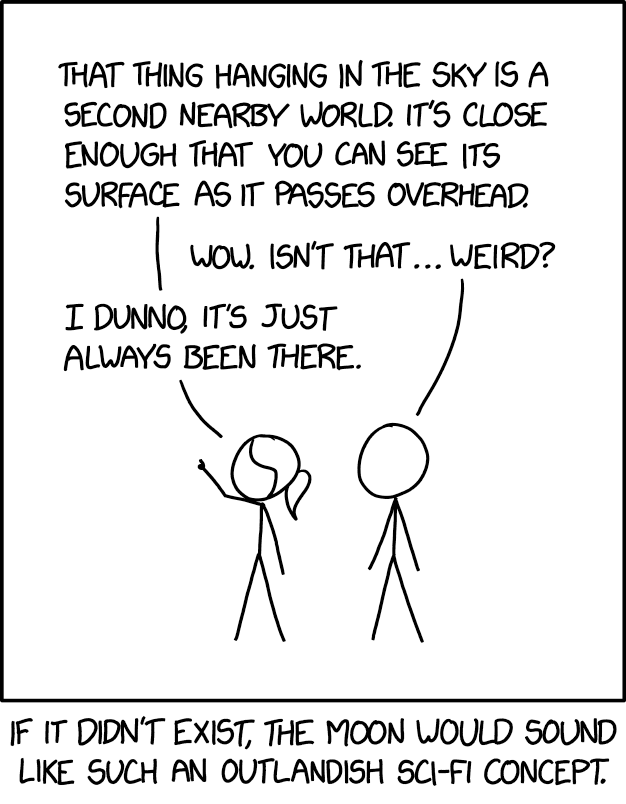 THAT THING HANGING IN THE SKY IS A
SECOND NEARBY WORLD. IT'S CLOSE
ENOUGH THAT YOU CAN SEE ITS
SURFACE AS IT PASSES OVERHEAD.
WOW. ISN'T THAT... WEIRD?
I DUNNO, IT'S JUST
ALWAYS BEEN THERE.
IF IT DIDN'T EXIST, THE MOON WOULD SOUND
LIKE SUCH AN OUTLANDISH SCI-FI CONCEPT.